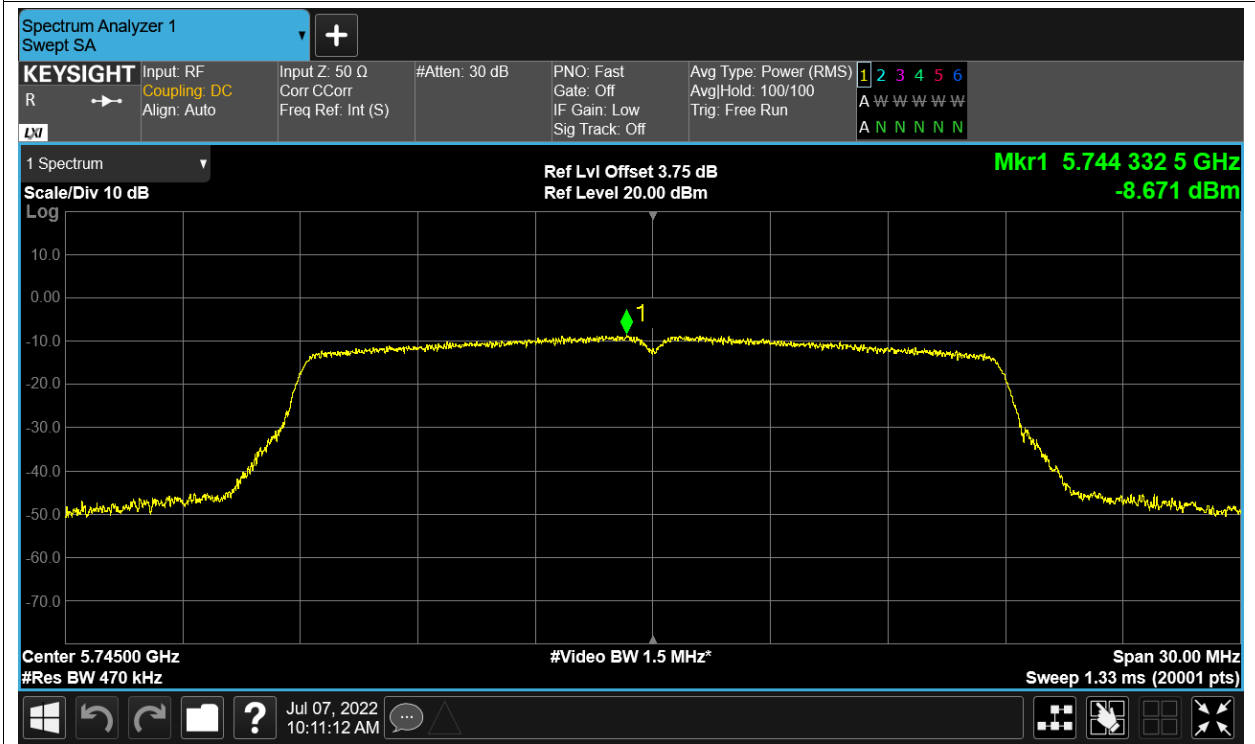 Spectrum Analyzer 1
Swept SA
KEYSIGHT
R
LXI
Input: RF
Coupling: DC
Align: Auto
Input Z: 50 Ω
Corr CCorr
Freq Ref: Int (S)
#Atten: 30 dB
PNO: Fast
Gate: Off
IF Gain: Low
Sig Track: Off
Avg Type: Power (RMS)
Avg|Hold: 100/100
Trig: Free Run
1 2 3 4 5 6
A W W W W W
A N N N N N
1 Spectrum
Scale/Div 10 dB
Log
Ref Lvl Offset 3.75 dB
Ref Level 20.00 dBm
Mkr1 5.744 332 5 GHz
-8.671 dBm
10.0
0.00
-10.0
-20.0
-30.0
-40.0
-50.0
-60.0
-70.0
1
Center 5.74500 GHz
#Res BW 470 kHz
#Video BW 1.5 MHz*
Span 30.00 MHz
Sweep 1.33 ms (20001 pts)
?
Jul 07, 2022
10:11:12 AM